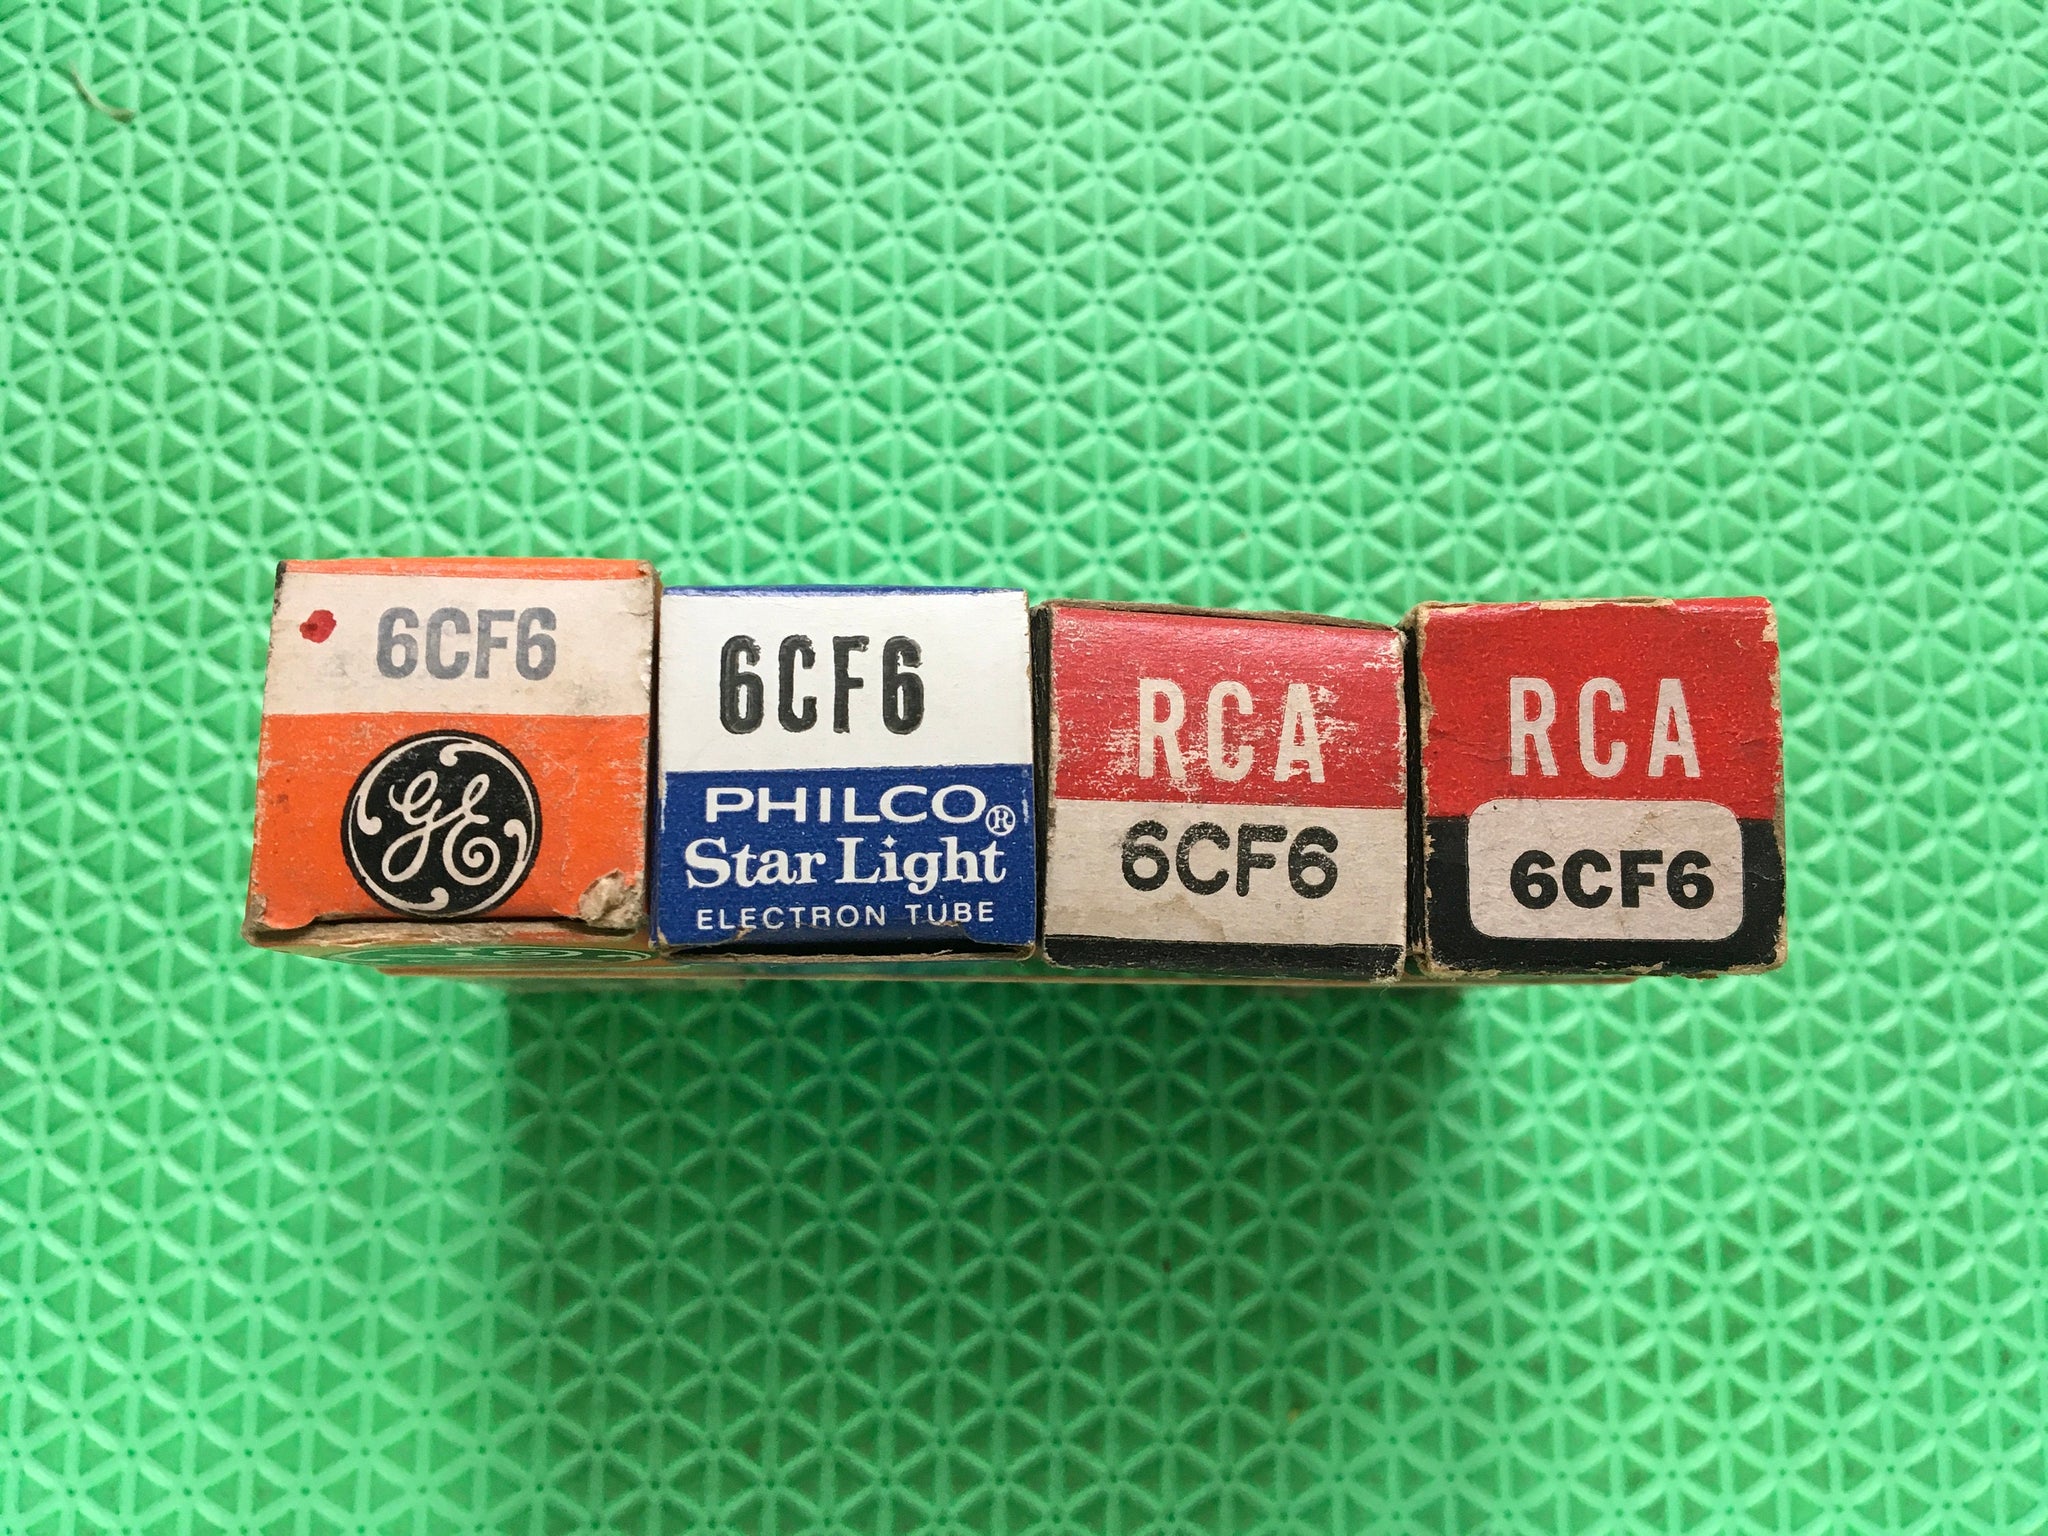 6CF6
GE
6CF6
PHILCO®
Star Light
ELECTRON TUBE
RCA
6CF6
RCA
6CF6